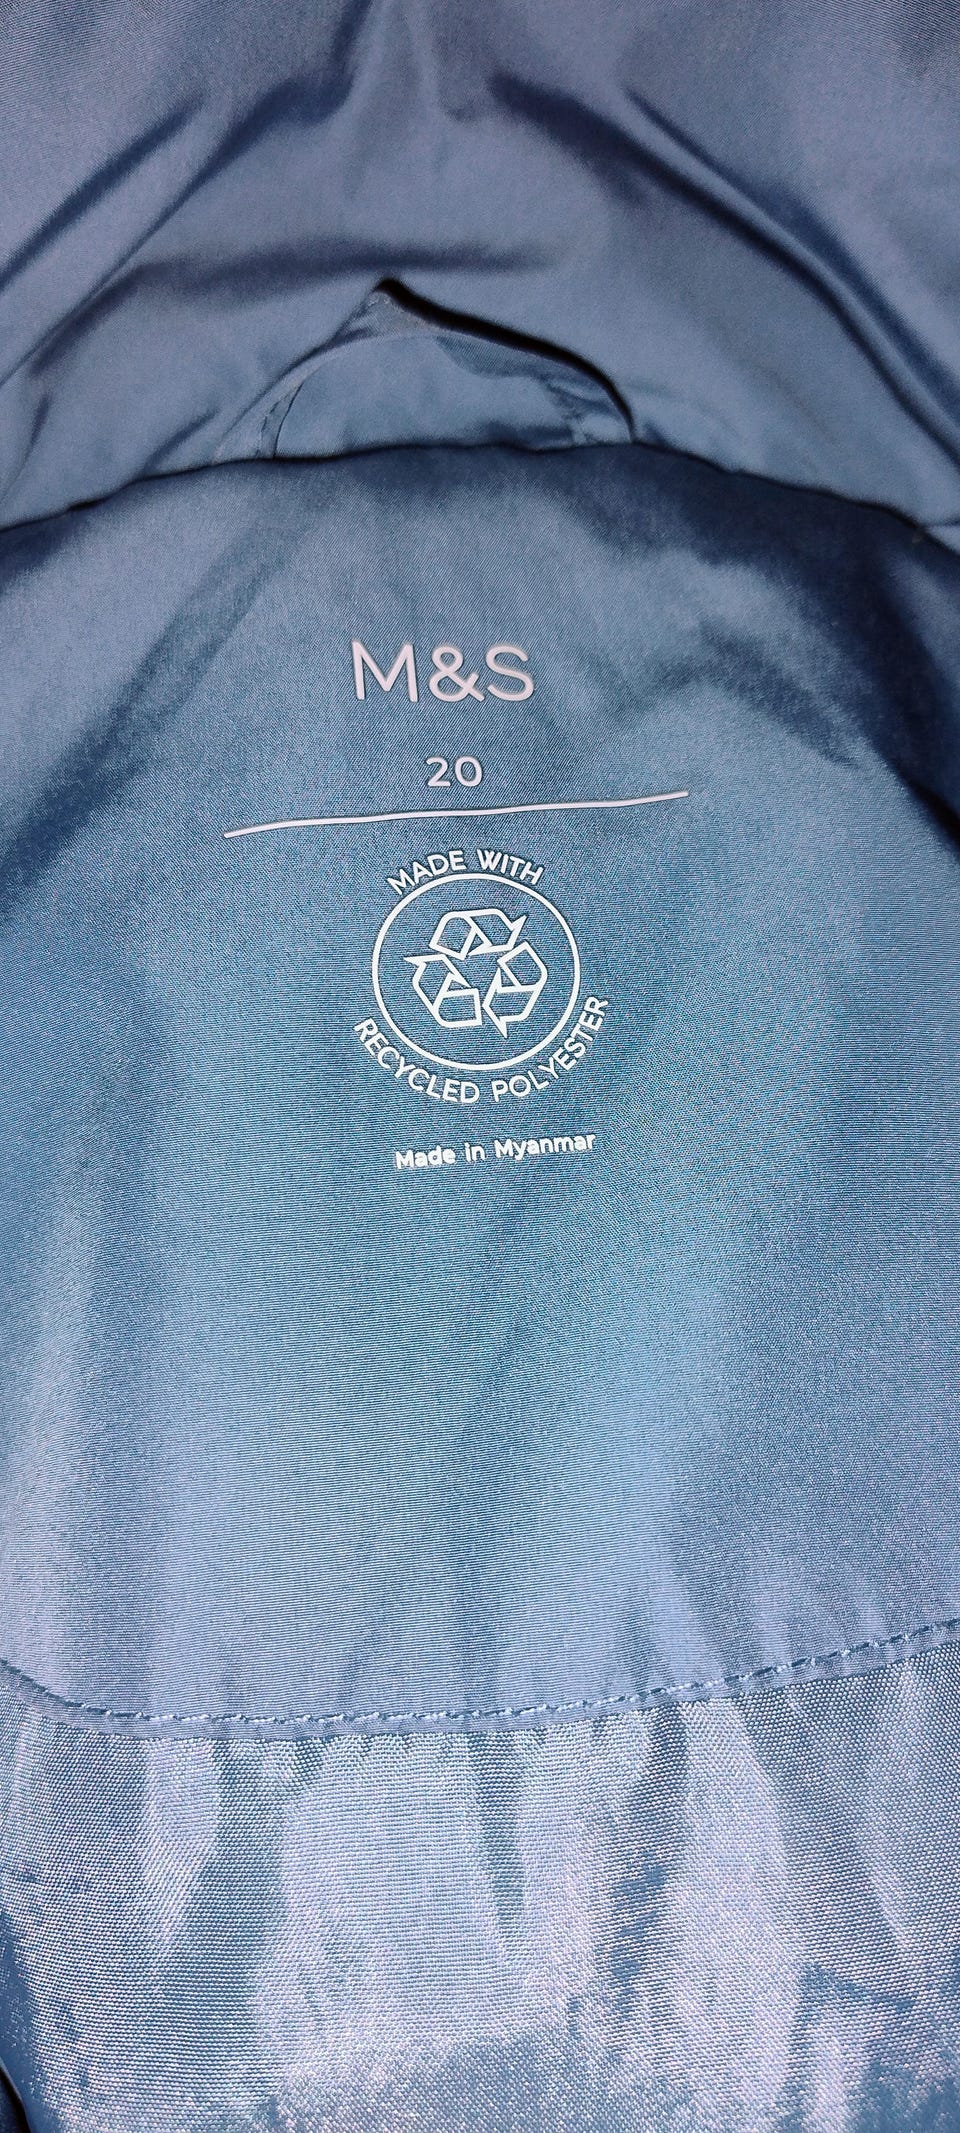 M&S
20
MADE WITH
RECYCLED POLYESTER
Made in Myanmar